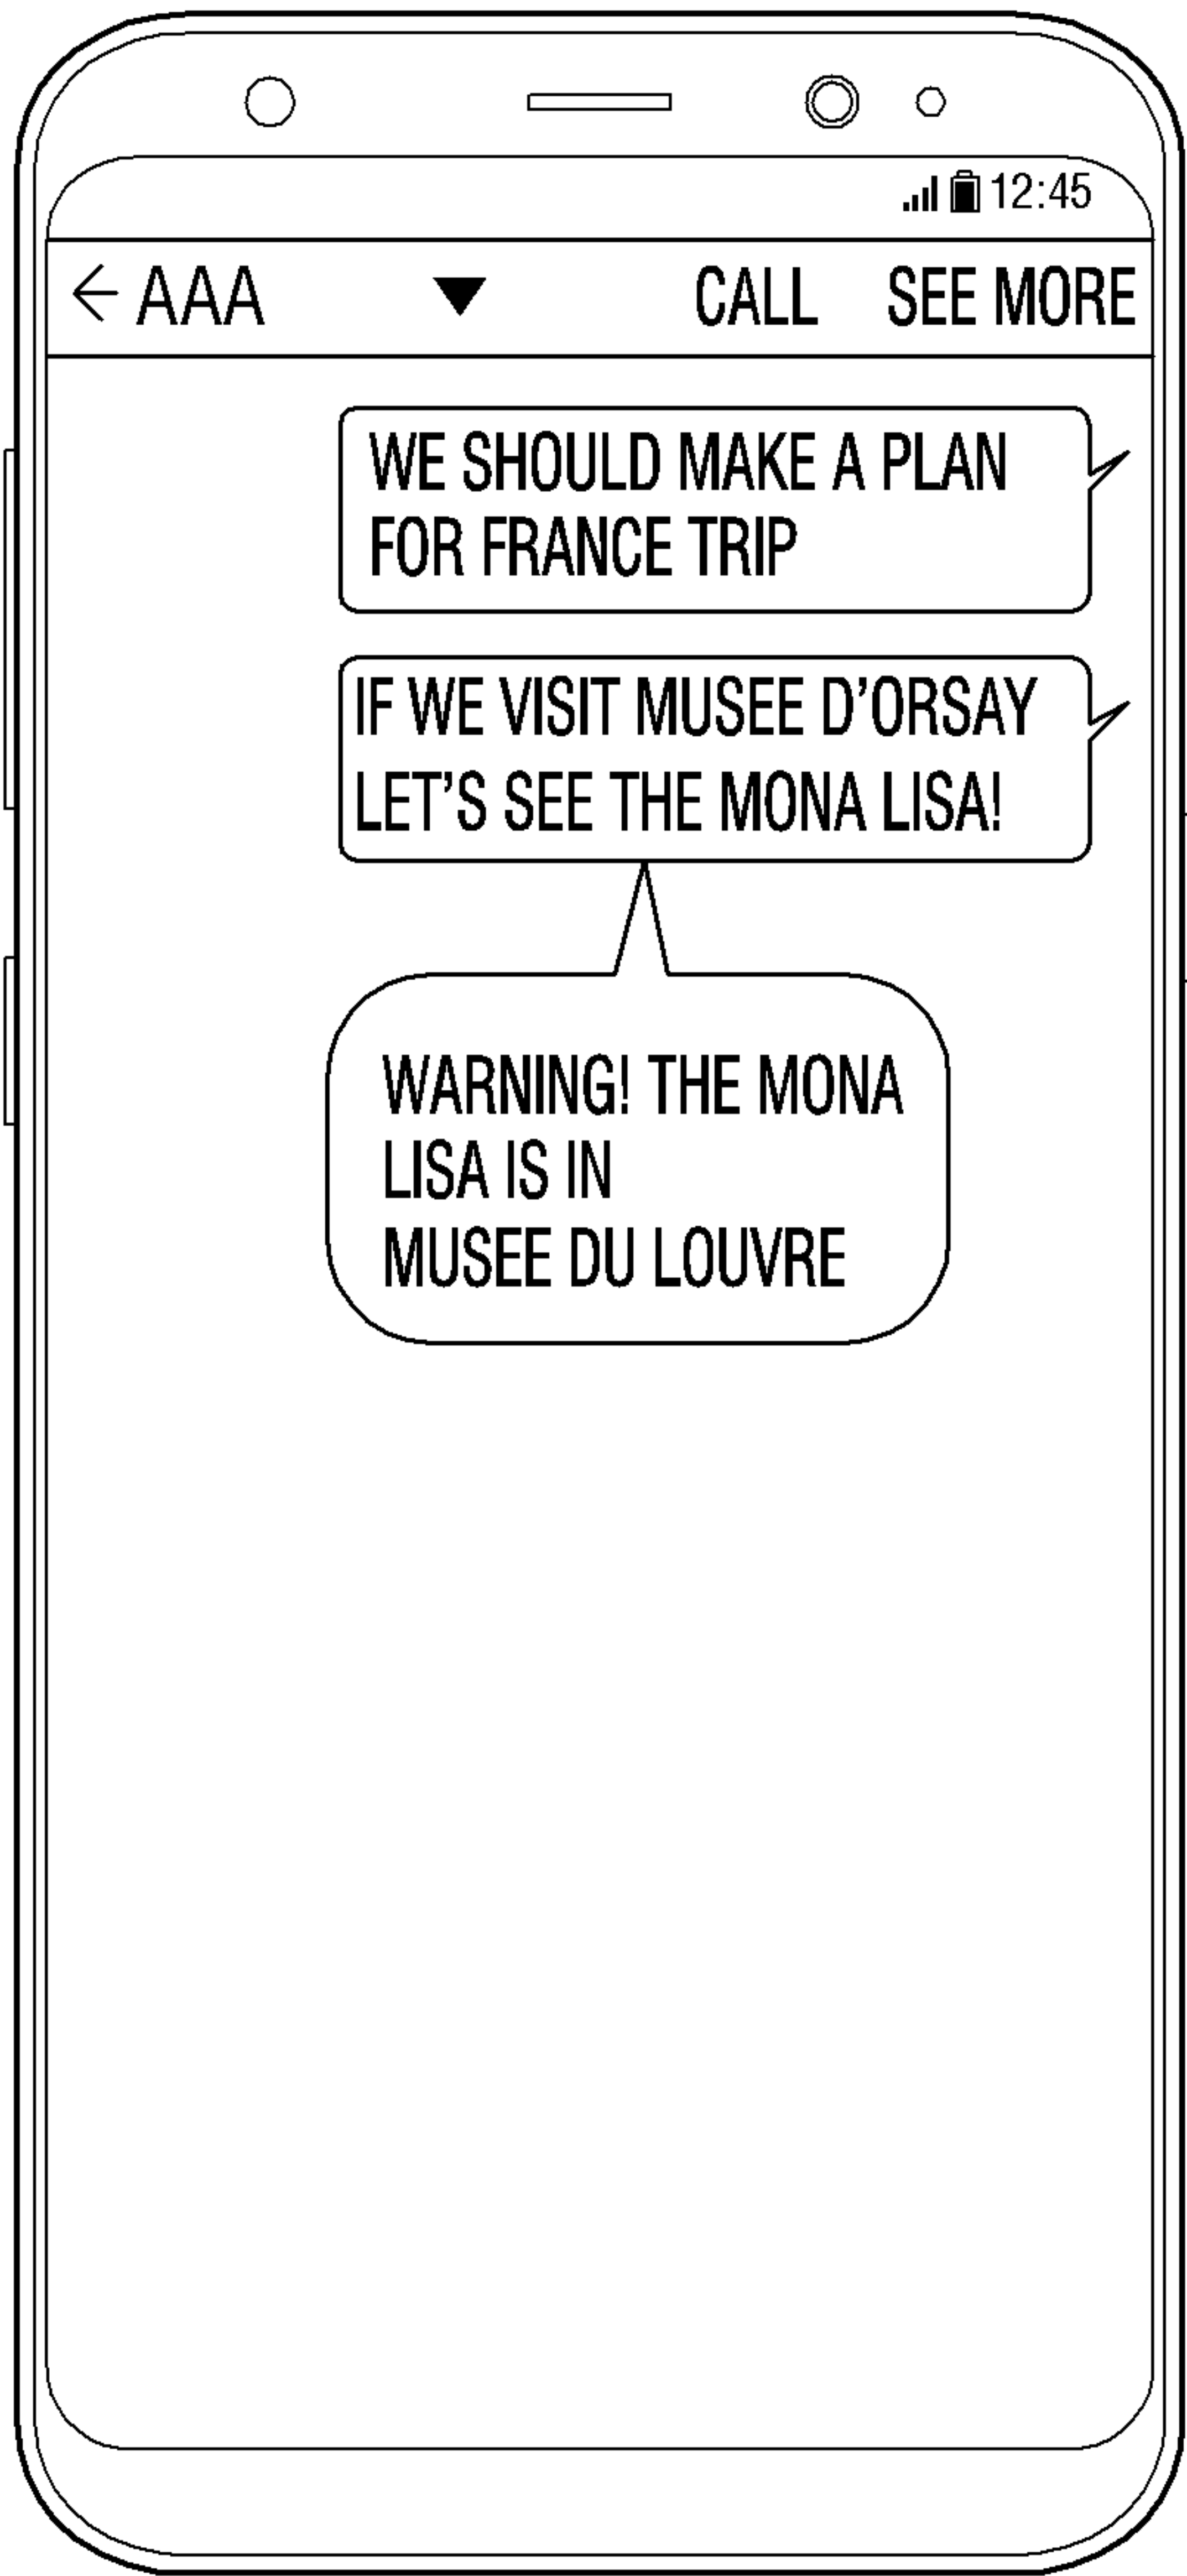 12:45
AAA CALL SEE MORE
WE SHOULD MAKE A PLAN
FOR FRANCE TRIP
IF WE VISIT MUSEE D’ORSAY
LET’S SEE THE MONA LISA!
WARNING! THE MONA
LISA IS IN
MUSEE DU LOUVRE